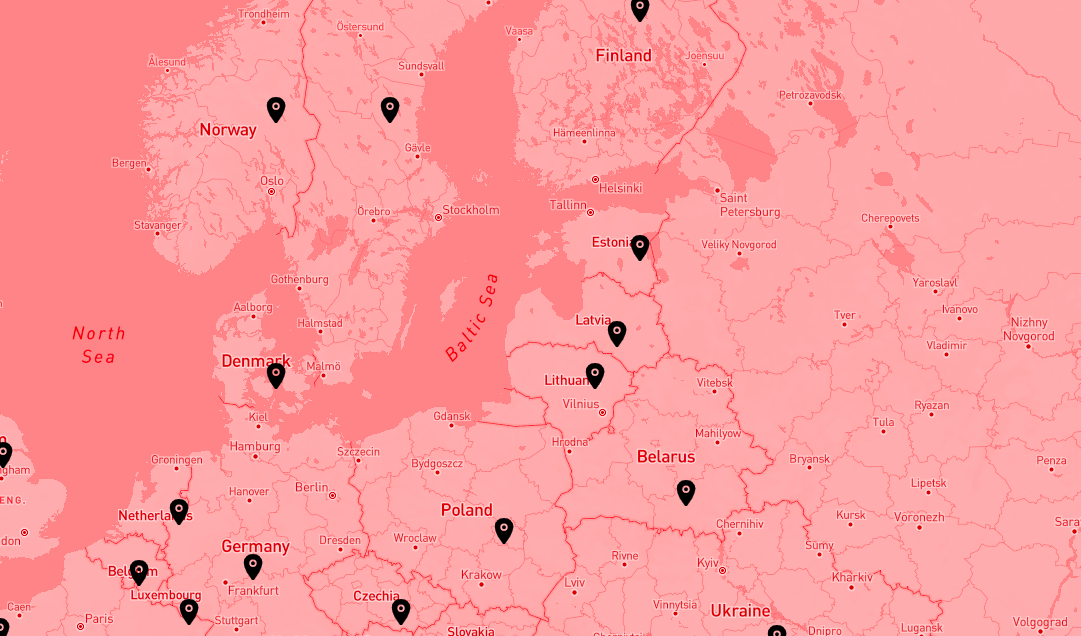 Trondheim
Östersund
Vaasa
Finland
Joensuu
Ålesund
Sundsvall
Petrozavodsk
Norway
Hämeenlinna
Gävle
Bergen
Oslo
Helsinki
Saint
Petersburg
Tallinn
Örebro
Stockholm
Stavanger
Cherepovets
Estonia
Veliky Novgorod
Gothenburg
Yaroslavl
Baltic Sea
Aalborg
Ivanovo
Latvia
Tver
Halmstad
Nizhny
Novgorod
North
Sea
Vladimir
Denmark
Malmö
Lithuan
Vitebsk
Vilnius
Ryazan
Kiel
Gdansk
Tula
Mahilyow
Hrodna
Hamburg
Szczecin
Belarus
Groningen
Bydgoszcz
Bryansk
Penza
ngham
Hanover
Berlin
Lipetsk
ENG.
Poland
Netherlands
Kursk
Voronezh
Chernihiv
Sara
don
Wroclaw
Dresden
Germany
Sumy
Rivne
Kyiv
Belgium
Krakow
Kharkiv
Lviv
Frankfurt
Luxembourg
Czechia
Caen
Vinnytsia
Ukraine
Paris
Stuttgart
Volgograd
Slovakia
Dnipro
Lugansk